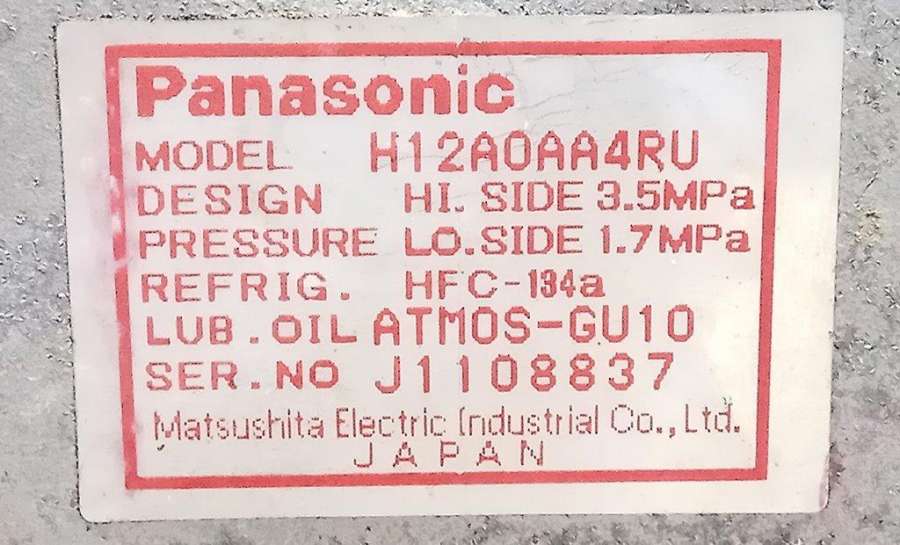 Panasonic
MODEL H12A0AA4RU
DESIGN HI. SIDE 3.5MPa
PRESSURE LO.SIDE 1.7MPa
REFRIG. HFC-134a
LUB.OIL ATMOS-GU10
SER.NO J1108837
Matsushita Electric Industrial Co.,Ltd.
JAPAN